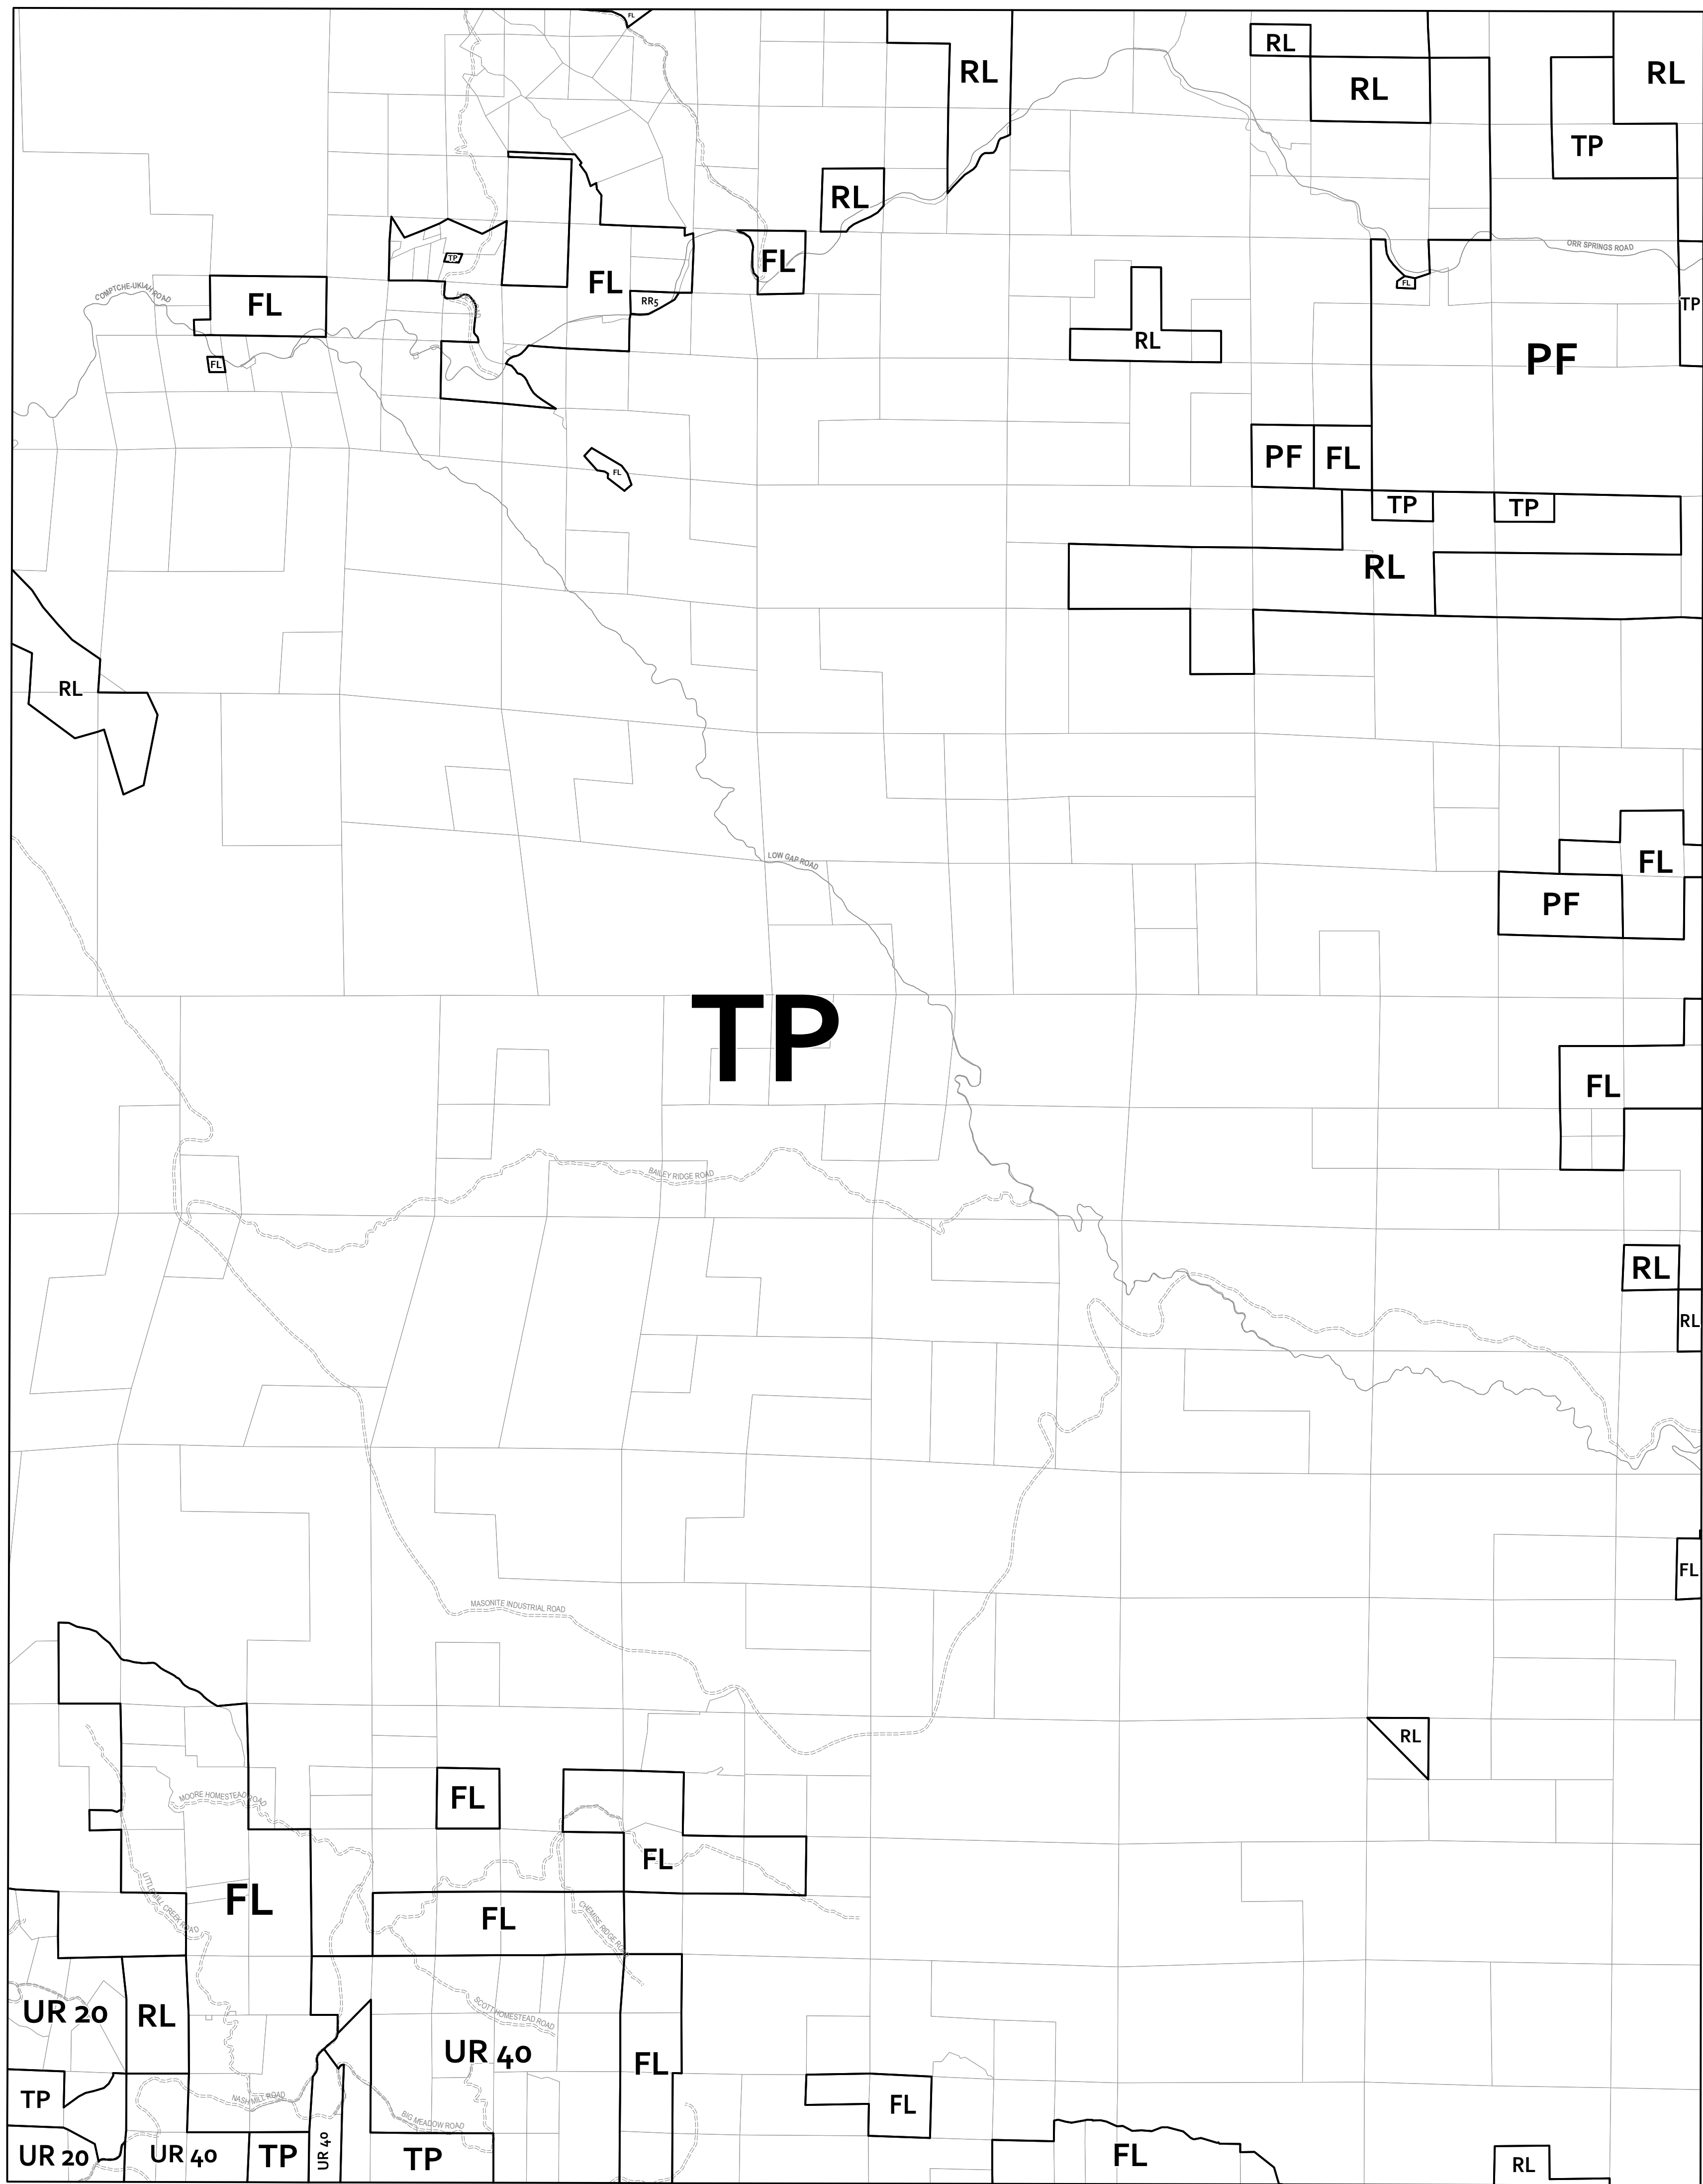 FL
RL
RL
RL
RL
TP
RL
TP
FL
FL
ORR SPRINGS ROAD
COMPTCHE-UKIAH ROAD
FL
FL
RR5
FL
TP
RL
PF
FL
PF
FL
FL
TP
TP
RL
RL
LOW GAP ROAD
FL
PF
TP
FL
BAILEY RIDGE ROAD
RL
RL
FL
MASONITE INDUSTRIAL ROAD
RL
MOORE HOMESTEAD ROAD
FL
FL
LITTLE MILL CREEK ROAD
FL
FL
CHEMISE RIDGE ROAD
UR 20
RL
SCOTT HOMESTEAD ROAD
UR 40
FL
TP
NASH MILL ROAD
BIG MEADOW ROAD
FL
UR 20
UR 40
TP
UR 40
TP
FL
RL